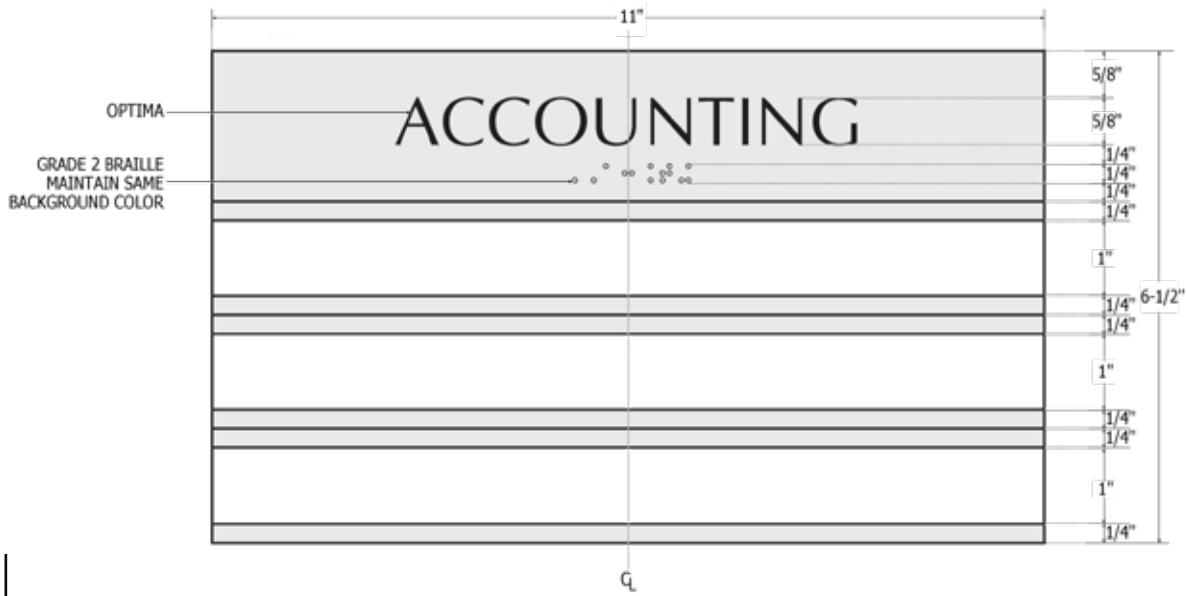 11"
5/8"
OPTIMA
ACCOUNTING
5/8"
1/4"
GRADE 2 BRAILLE
1/4"
MAINTAIN SAME
1/4"
BACKGROUND COLOR
1/4"
1"
1/4"
6-1/2"
1/4"
1"
1/4"
1/4"
1"
1/4"
CL